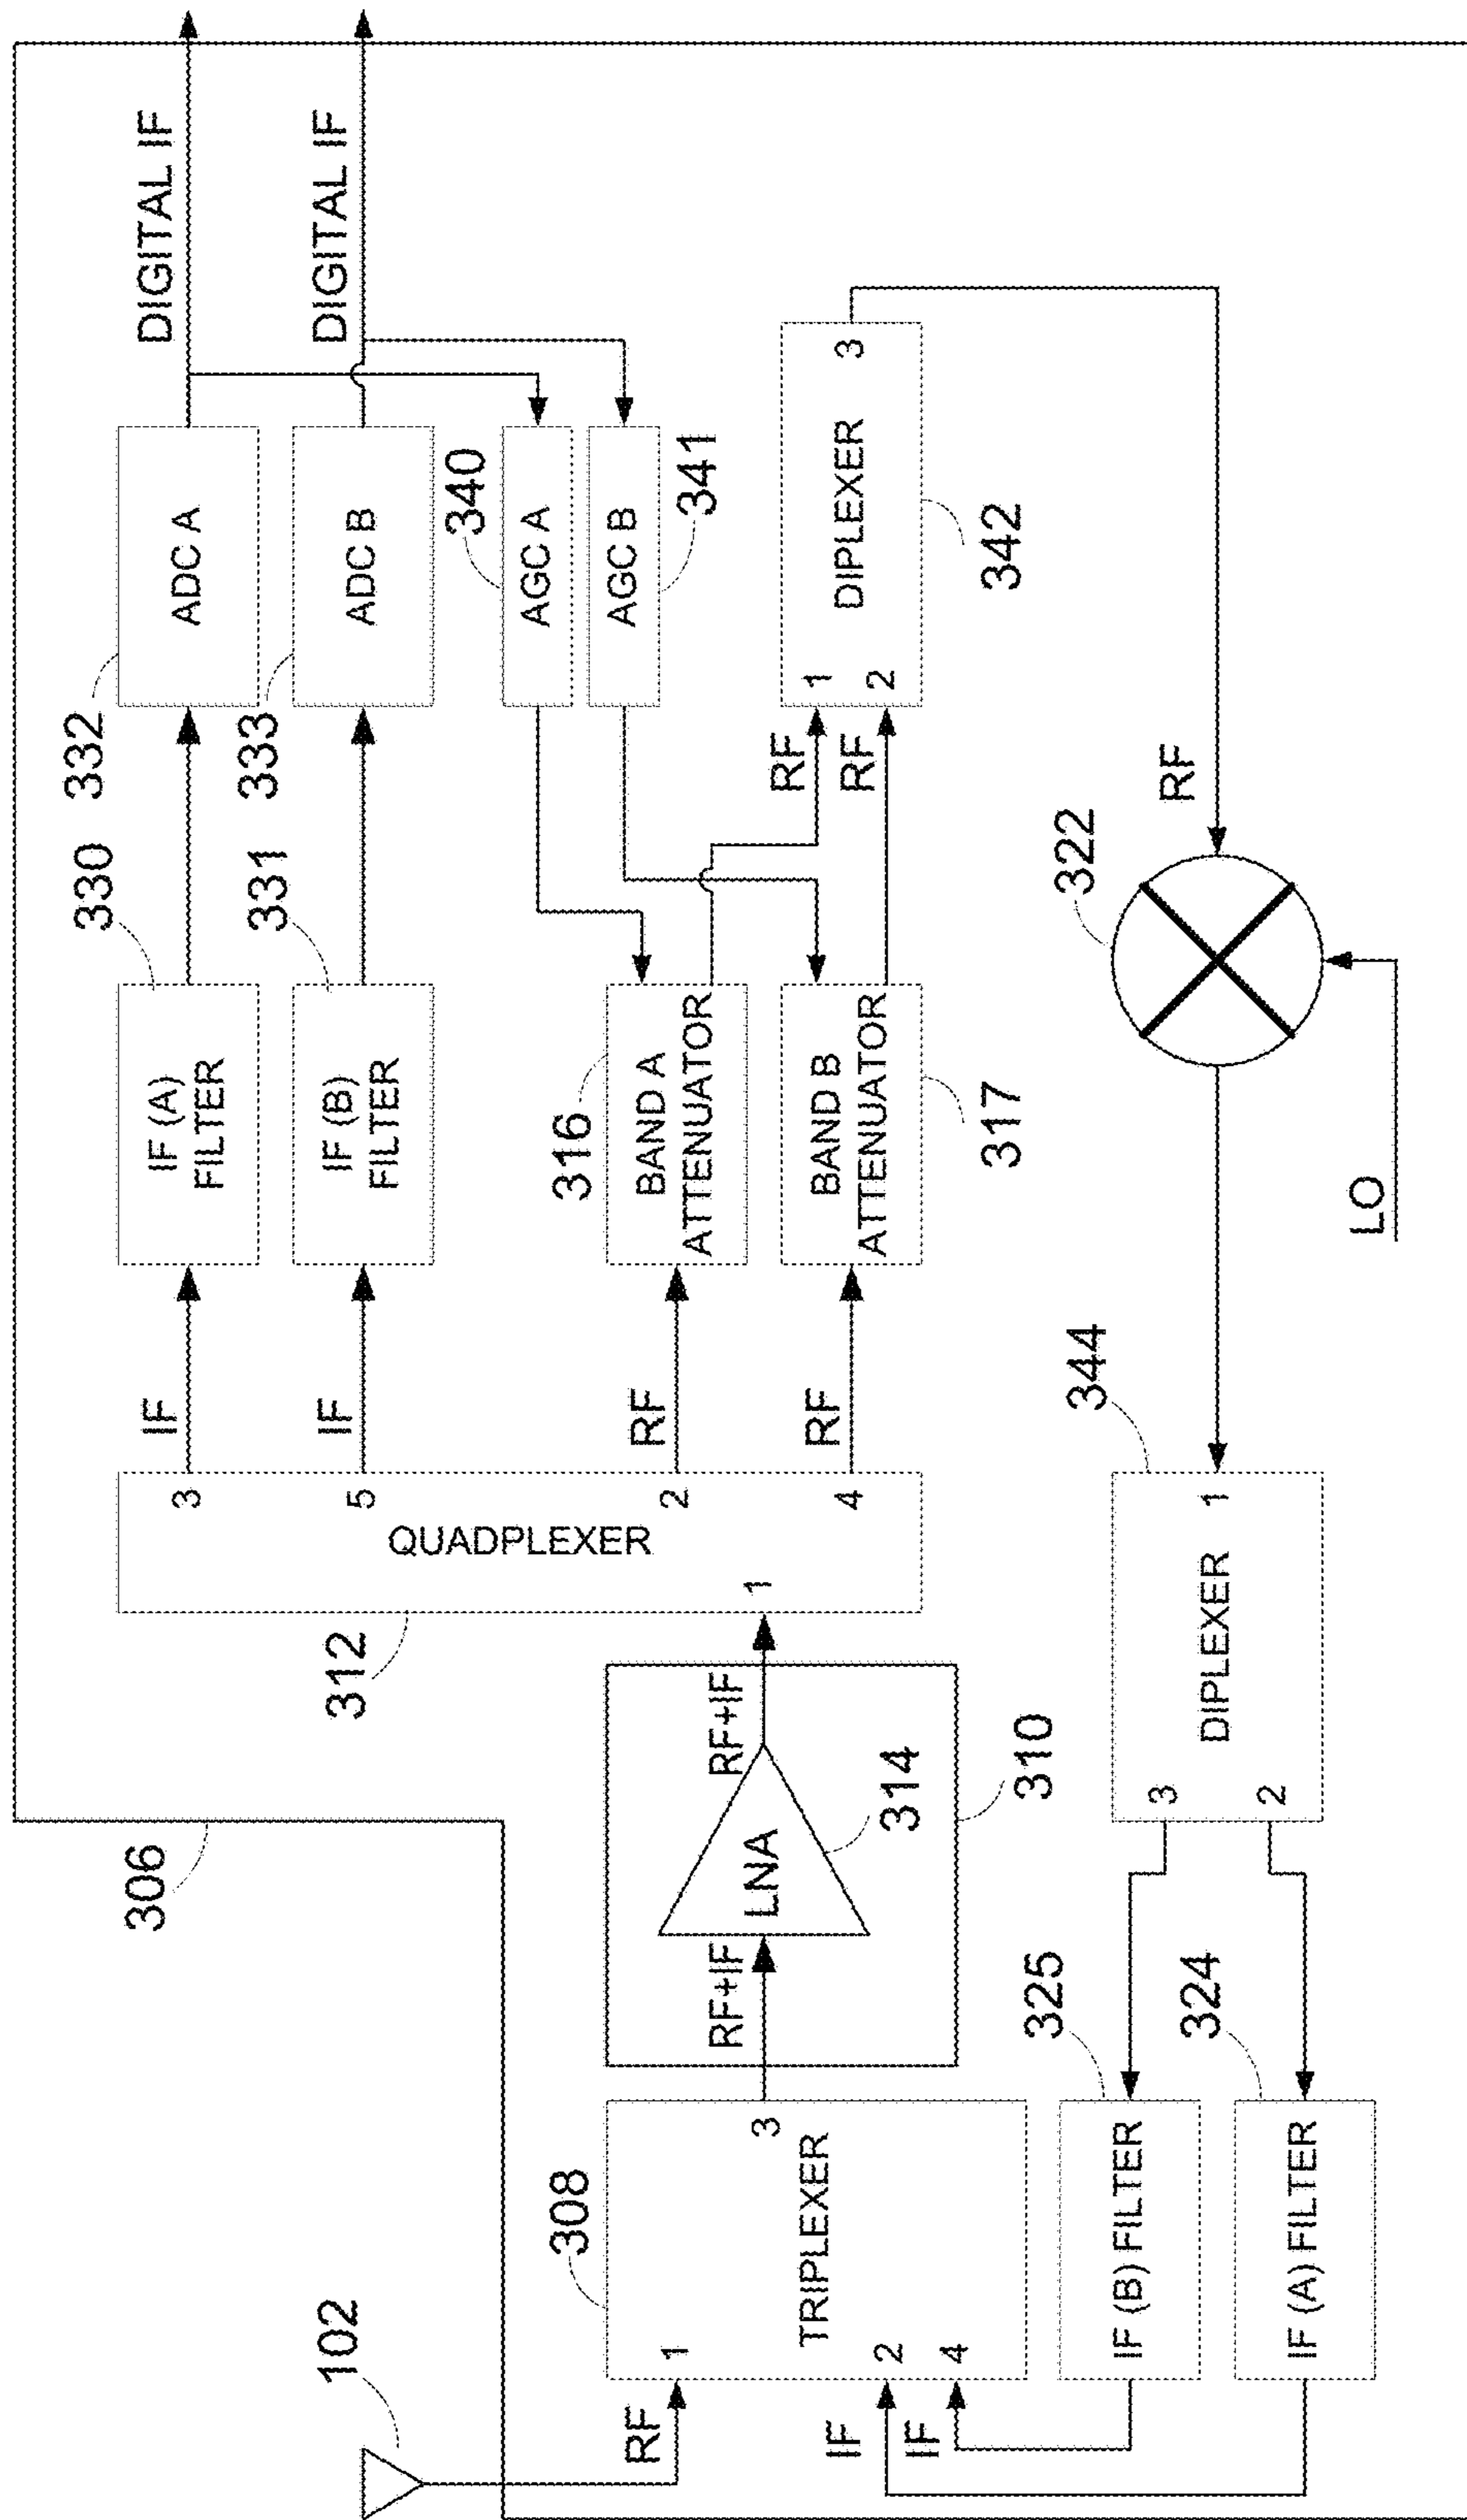 DIGITAL IF
DIGITAL IF
332
ADC A
333
ADC B
340
AGC A
AGC B
341
330
IF (A)
FILTER
331
IF (B)
FILTER
316
BAND A
ATTENUATOR
BAND B
ATTENUATOR
317
RF
RF
1
2
3
DIPLEXER
342
RF
322
LO
IF
IF
RF
RF
3
5
2
4
1
QUADPLEXER
312
306
RF+IF
LNA
RF+IF
314
310
344
1
DIPLEXER
3
2
325
IF (B) FILTER
324
IF (A) FILTER
308
TRIPLEXER
1
2
4
3
102
RF
IF
IF